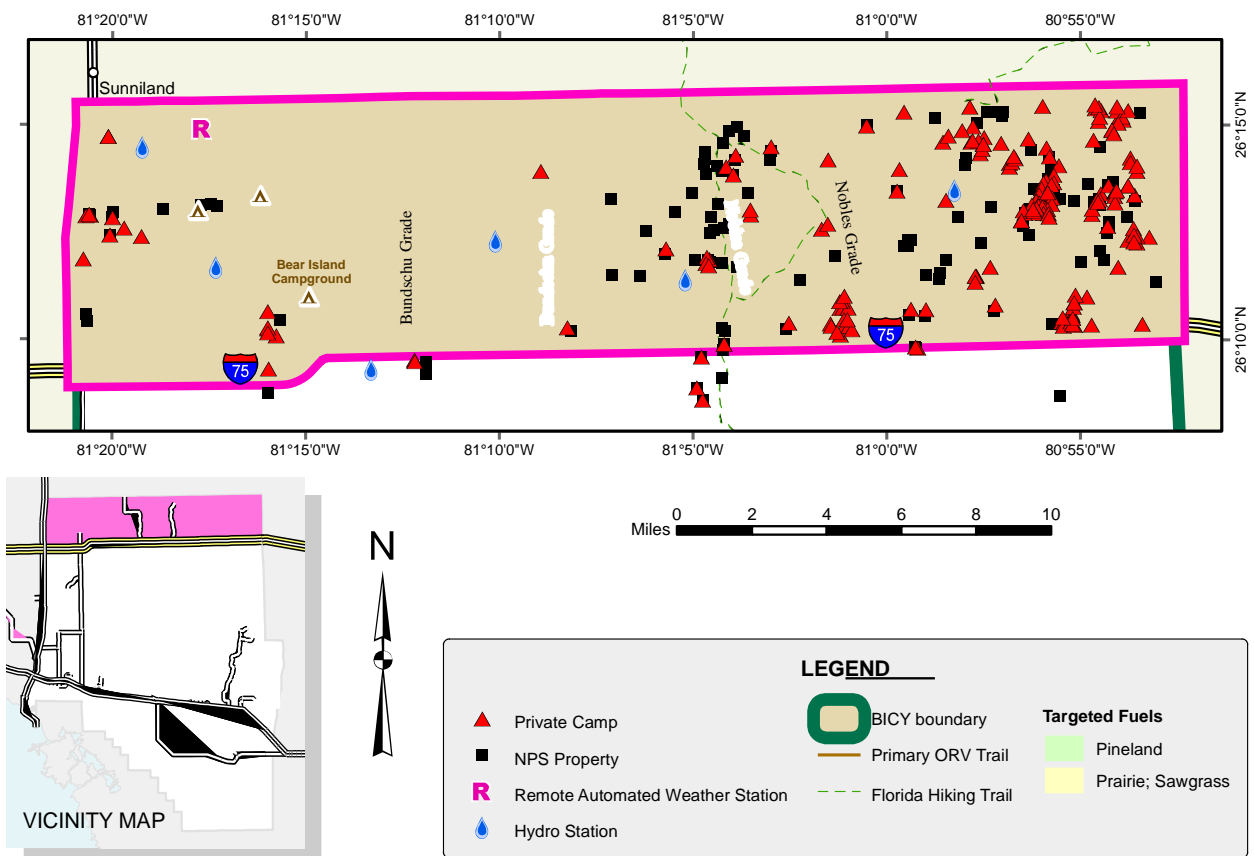 81°20'0"W 81°15'0"W 81°10'0"W 81°5'0"W 81°0'0"W 80°55'0"W
Sunniland
R
26°15'0"N
Nobles Grade
Bundschu Grade
Bear Island
Campground
75
75
26°10'0"N
81°20'0"W 81°15'0"W 81°10'0"W 81°5'0"W 81°0'0"W 80°55'0"W
0 2 4 6 8 10
Miles
N
VICINITY MAP
LEGEND
Private Camp
NPS Property
R Remote Automated Weather Station
Hydro Station
BICY boundary
Primary ORV Trail
Florida Hiking Trail
Targeted Fuels
Pineland
Prairie; Sawgrass